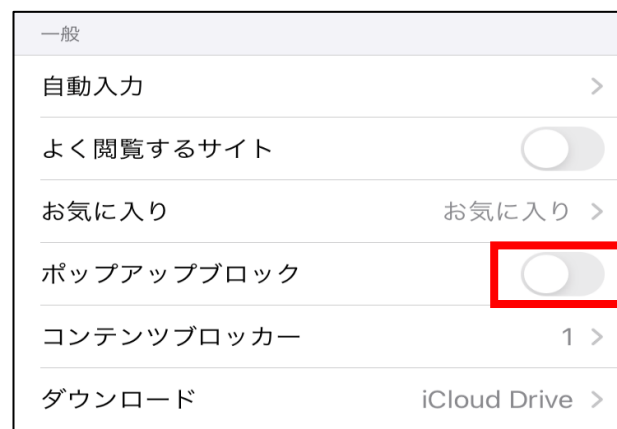 一般
自動入力
よく閲覧するサイト
お気に入り お気に入り
ポップアップブロック
コンテンツブロッカー 1
ダウンロード iCloud Drive